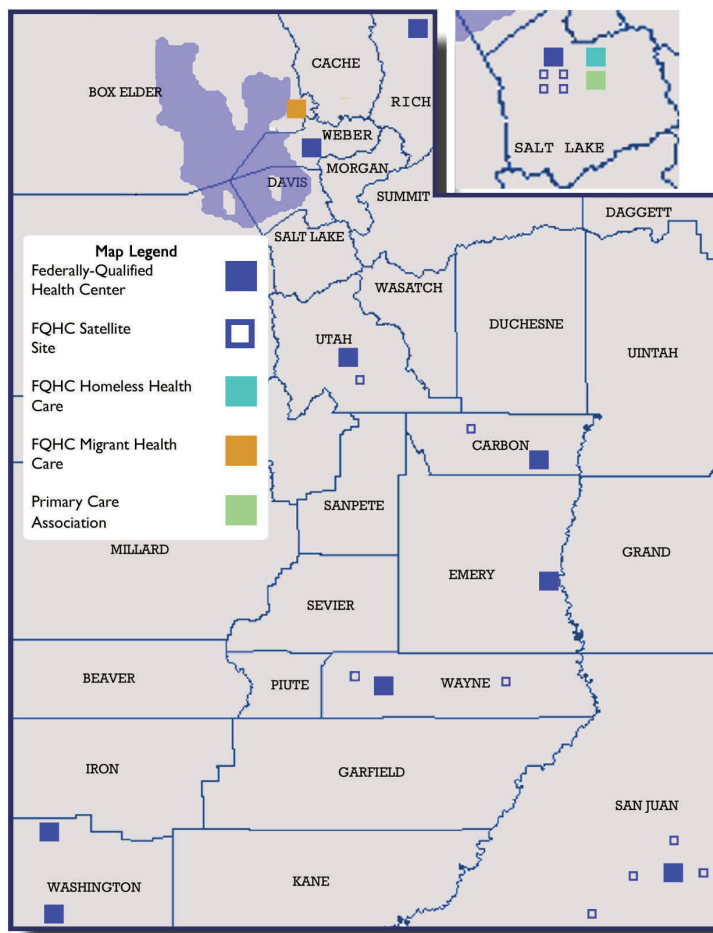 CACHE
BOX ELDER
RICH
WEBER
MORGAN
DAVIS
SUMMIT
SALT LAKE
DAGGETT
SALT LAKE
WASATCH
DUCHESNE
UINTAH
UTAH
Map Legend
Federally-Qualified
Health Center
FQHC Satellite
Site
FQHC Homeless Health
Care
FQHC Migrant Health
Care
Primary Care
Association
CARBON
SANPETE
MILLARD
EMERY
GRAND
SEVIER
BEAVER
PIUTE
WAYNE
IRON
GARFIELD
SAN JUAN
WASHINGTON
KANE